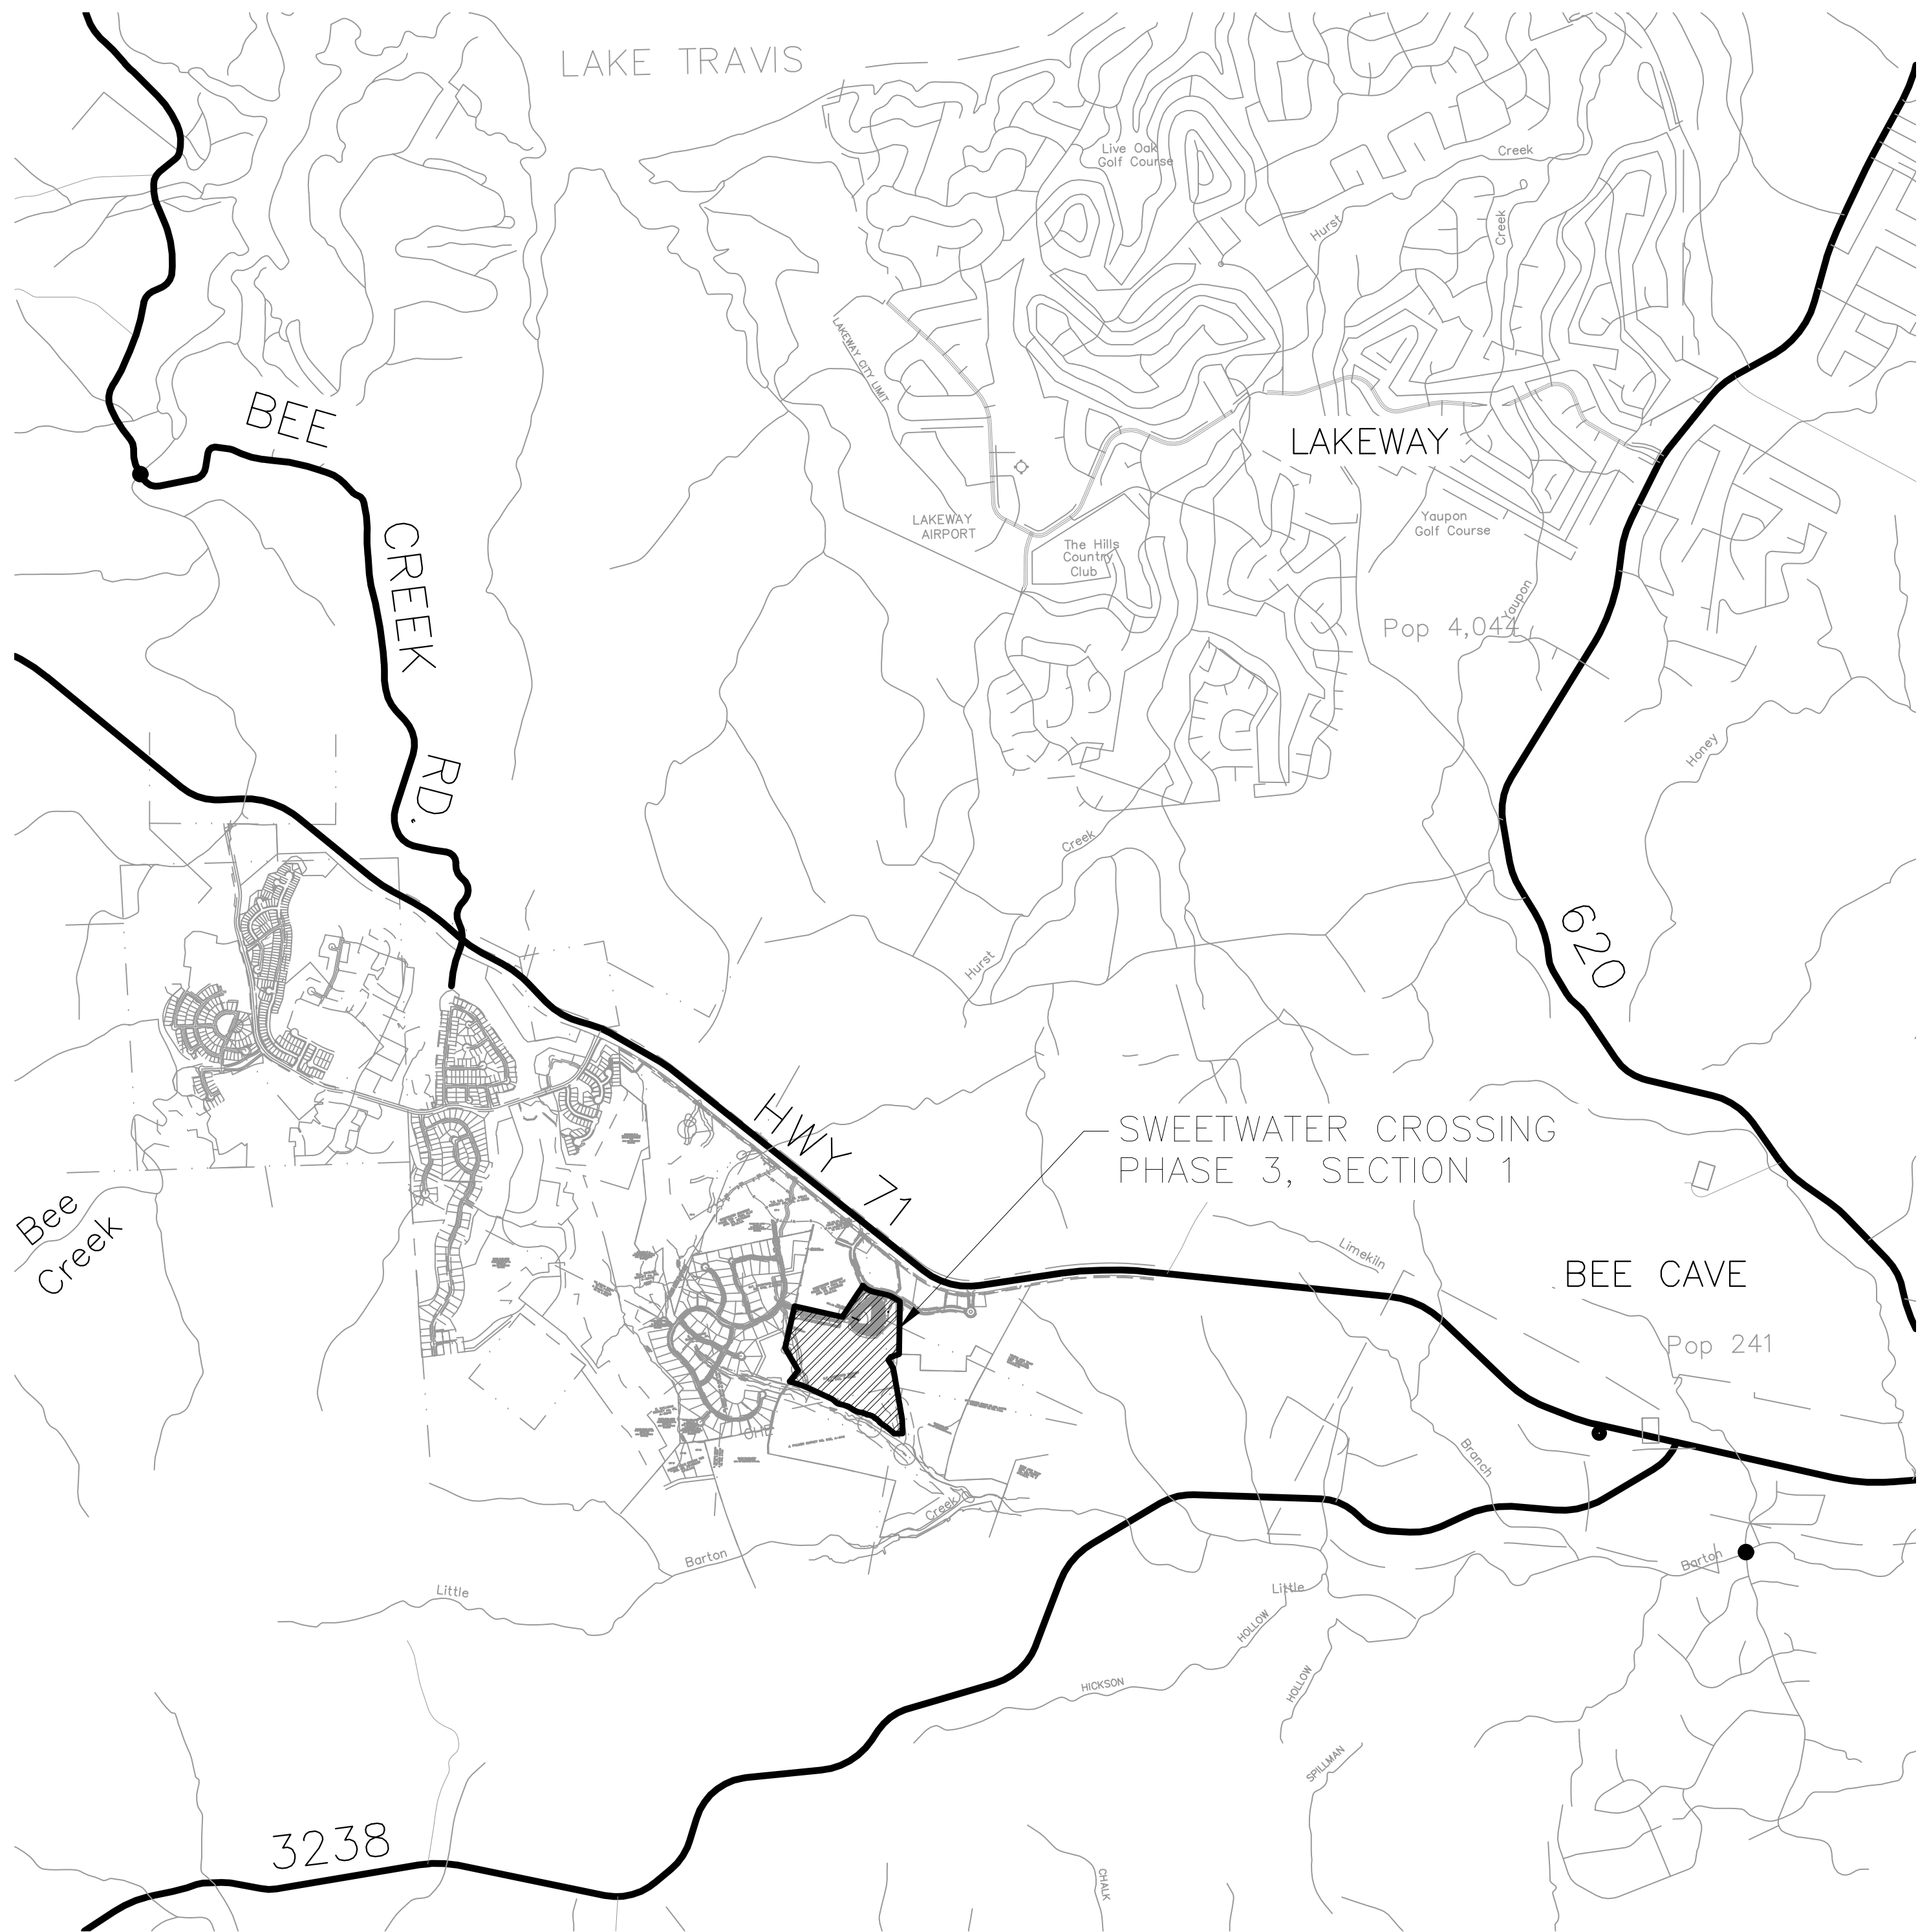 LAKE TRAVIS
Live Oak
Golf Course
Creek
Hurst
Creek
LAKEWAY CITY LIMIT
BEE
CREEK
RD.
LAKEWAY
LAKEWAY
AIRPORT
The Hills
Country
Club
Yaupon
Golf Course
Yaupon
Pop 4,044
Honey
Creek
Hurst
620
HWY 71
SWEETWATER CROSSING
PHASE 3, SECTION 1
Bee
Creek
Limekiln
BEE CAVE
Pop 241
OHE
Branch
Creek
Barton
Little
Barton
Little
HOLLOW
HOLLOW
HICKSON
SPILLMAN
3238
CHALK